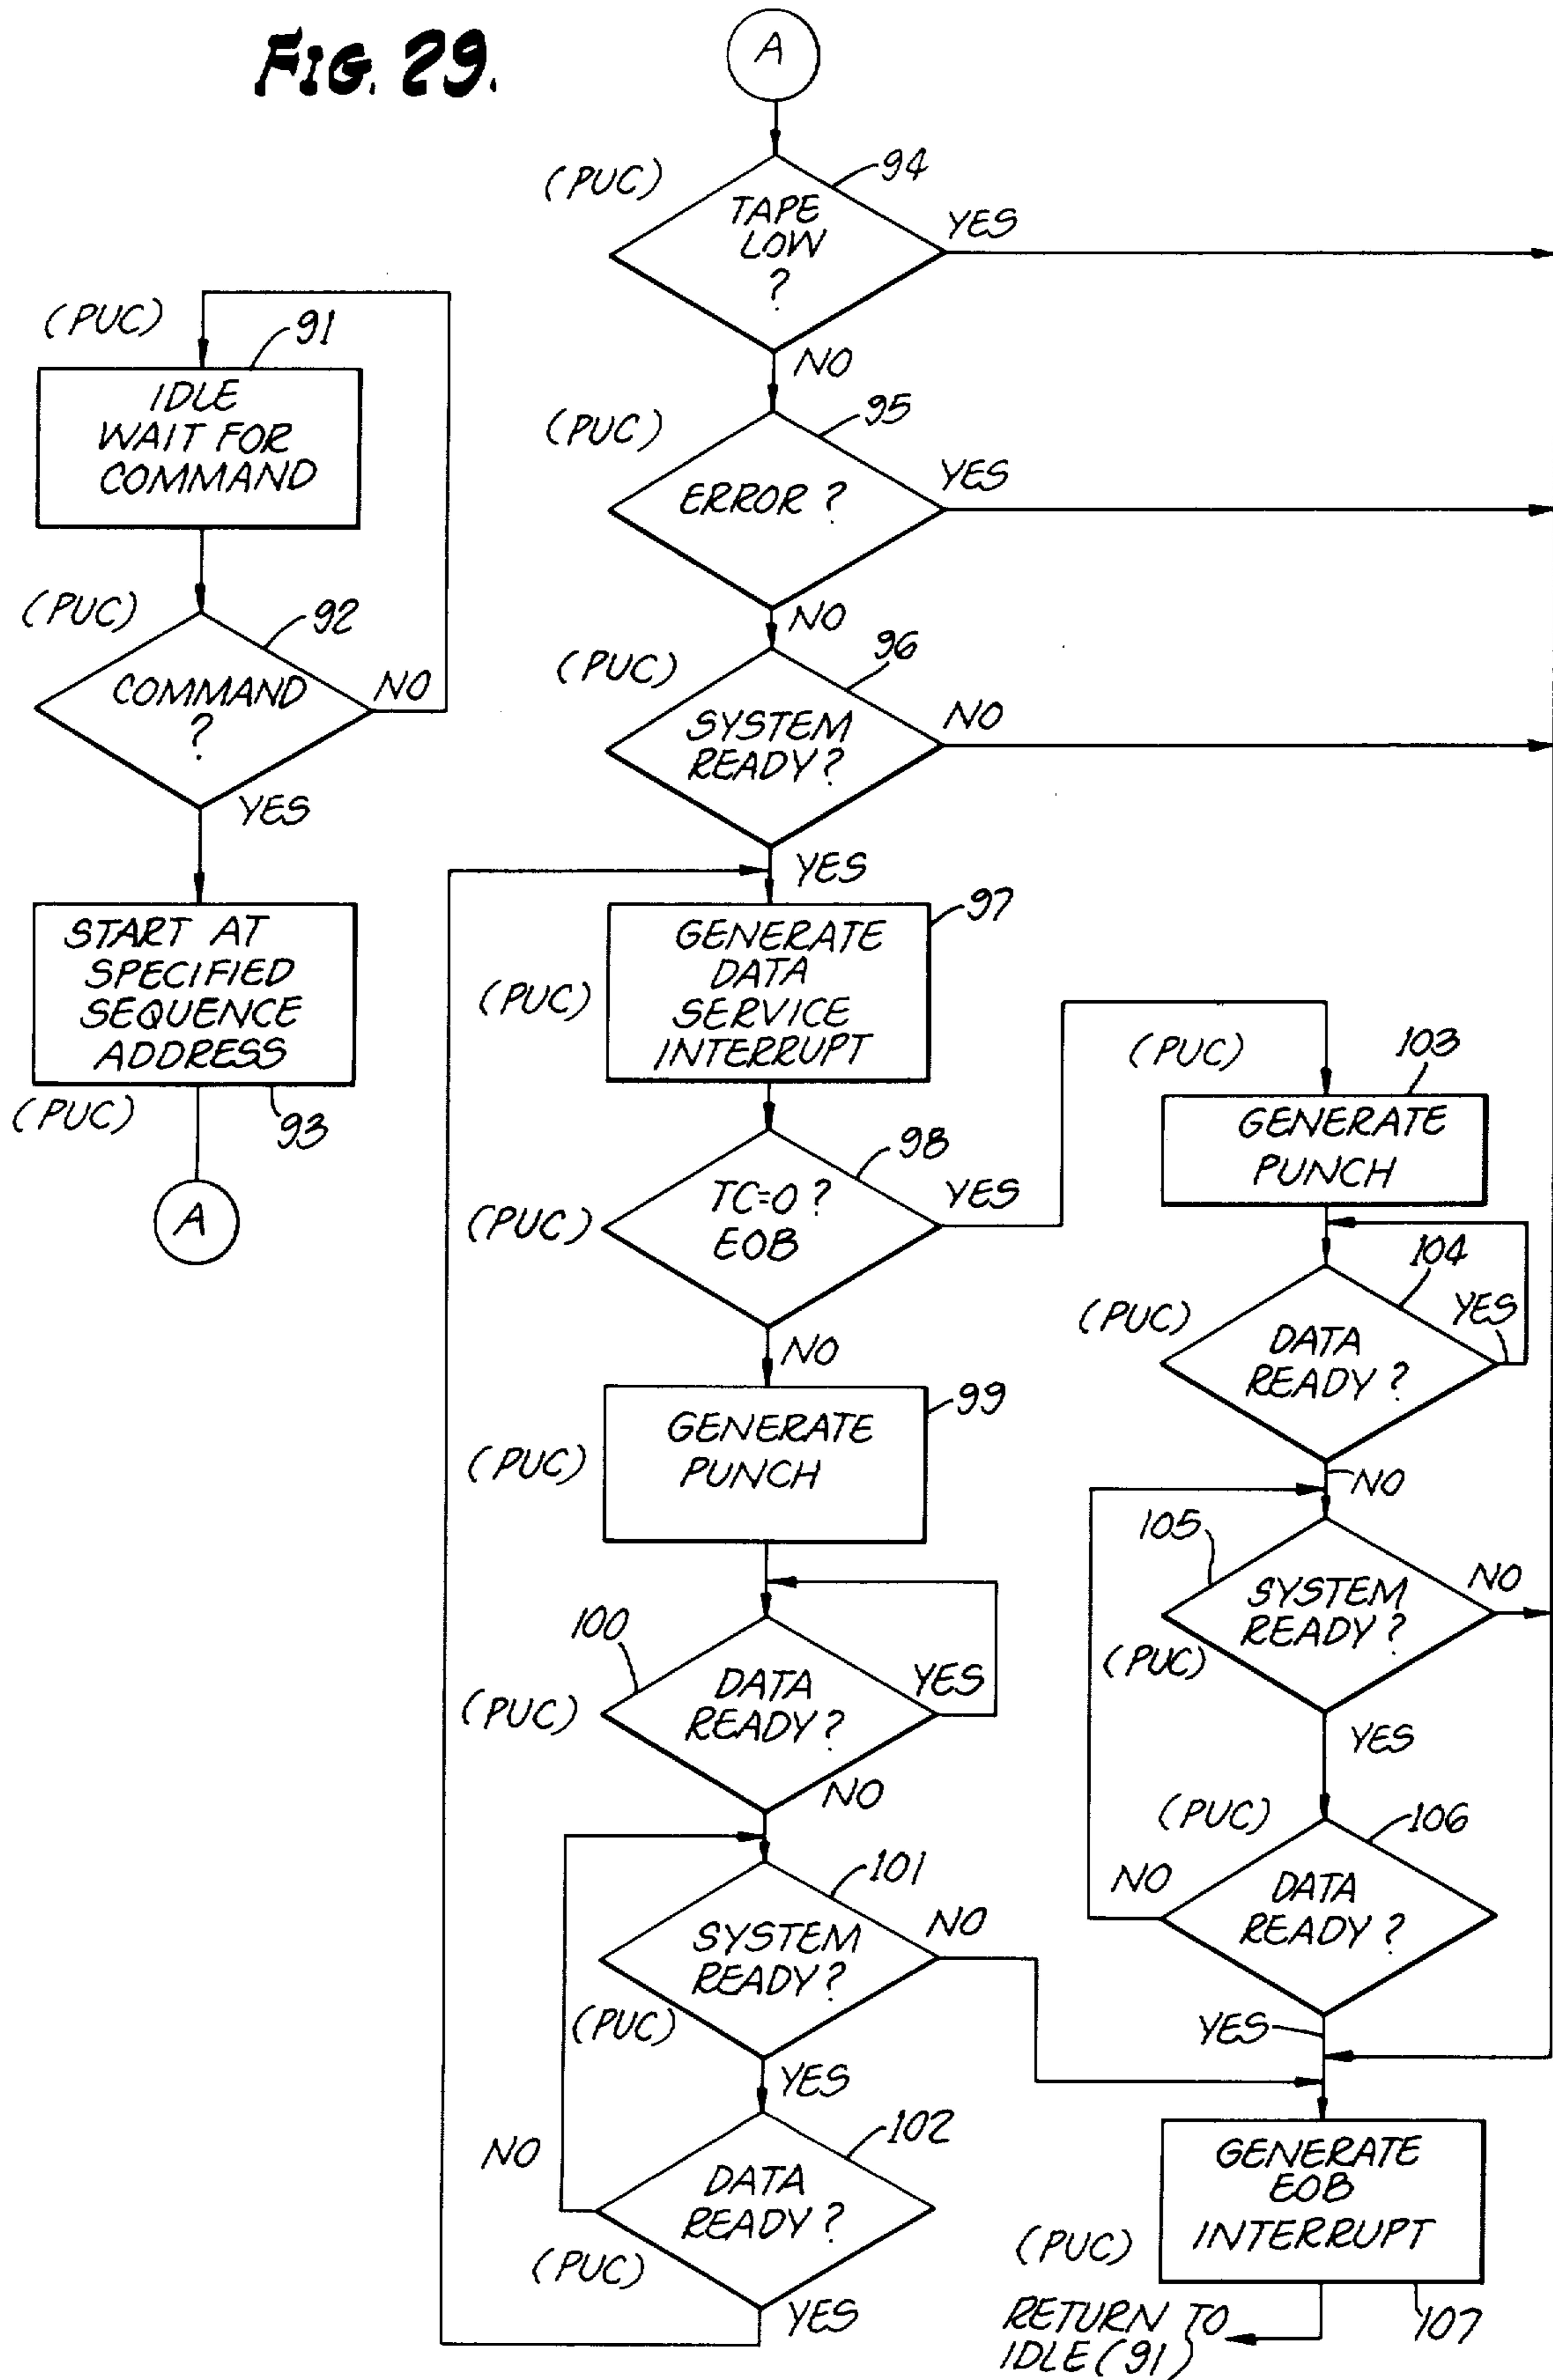 FIG. 29.
A
(PUC)
94
TAPE
LOW
?
YES
NO
(PUC)
91
IDLE
WAIT FOR
COMMAND
(PUC)
92
COMMAND
?
NO
YES
START AT
SPECIFIED
SEQUENCE
ADDRESS
(PUC)
93
A
(PUC)
95
ERROR ?
YES
NO
(PUC)
96
SYSTEM
READY ?
NO
YES
97
GENERATE
DATA
SERVICE
INTERRUPT
(PUC)
98
TC=0 ?
EOB
(PUC)
YES
NO
99
GENERATE
PUNCH
(PUC)
100
DATA
READY ?
(PUC)
YES
NO
101
SYSTEM
READY ?
(PUC)
NO
YES
102
DATA
READY ?
(PUC)
NO
YES
(PUC)
103
GENERATE
PUNCH
104
(PUC)
DATA
READY ?
YES
NO
105
SYSTEM
READY ?
(PUC)
NO
YES
(PUC)
106
DATA
READY ?
NO
YES
GENERATE
EOB
INTERRUPT
(PUC)
107
RETURN TO
IDLE (91)